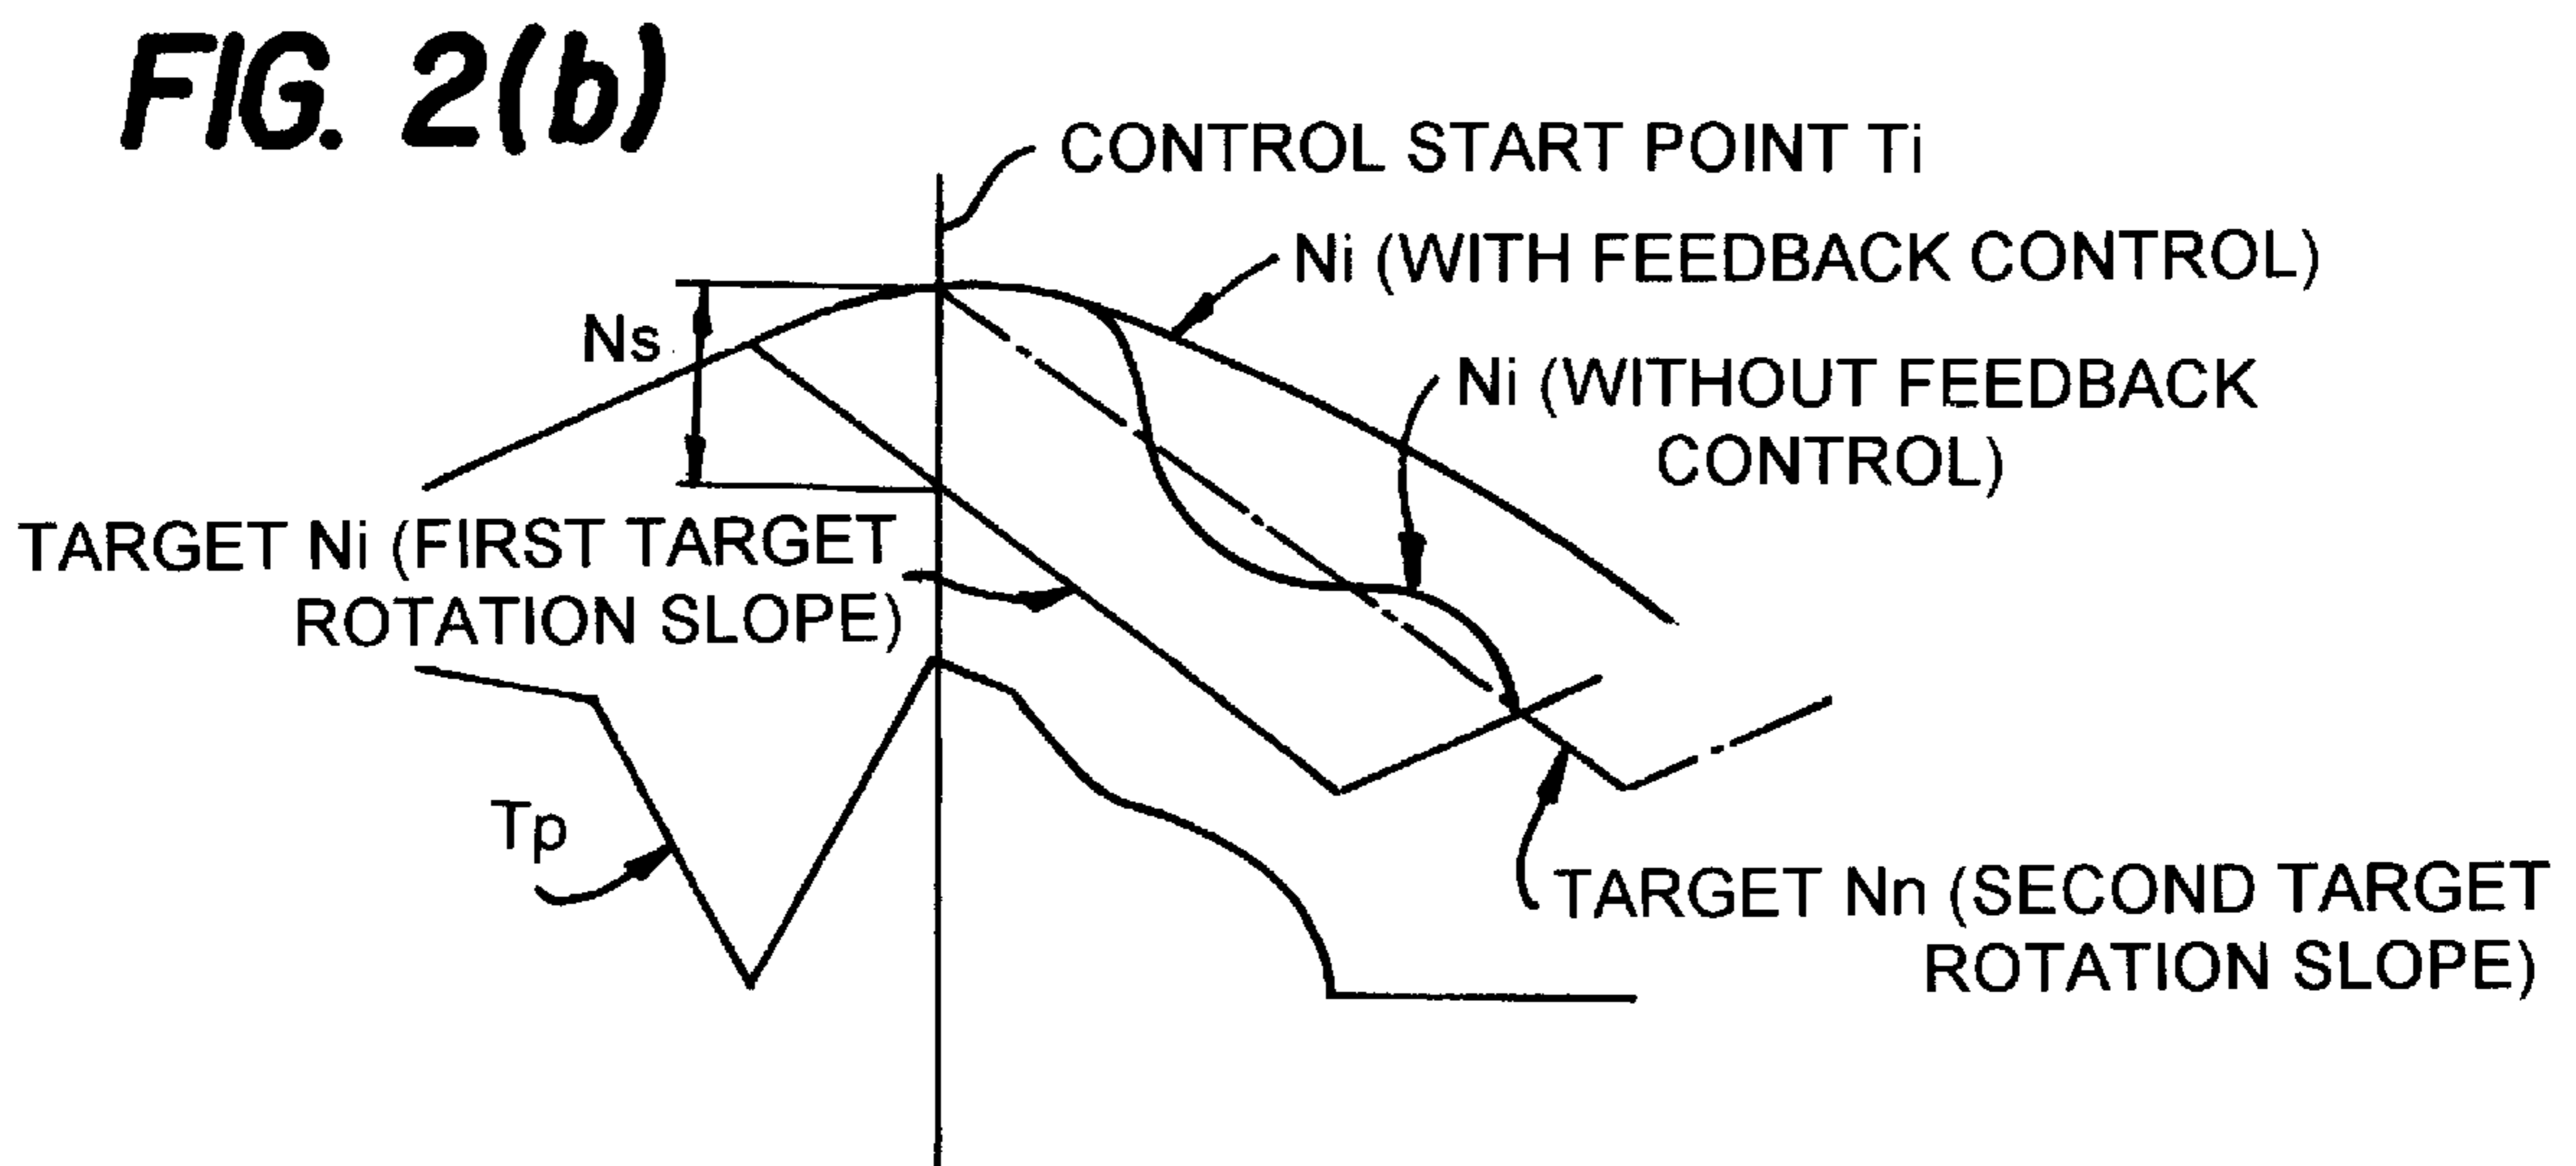 FIG. 2(b)
CONTROL START POINT Ti
Ni (WITH FEEDBACK CONTROL)
Ns
Ni (WITHOUT FEEDBACK
CONTROL)
TARGET Ni (FIRST TARGET
ROTATION SLOPE)
Tp
TARGET Nn (SECOND TARGET
ROTATION SLOPE)